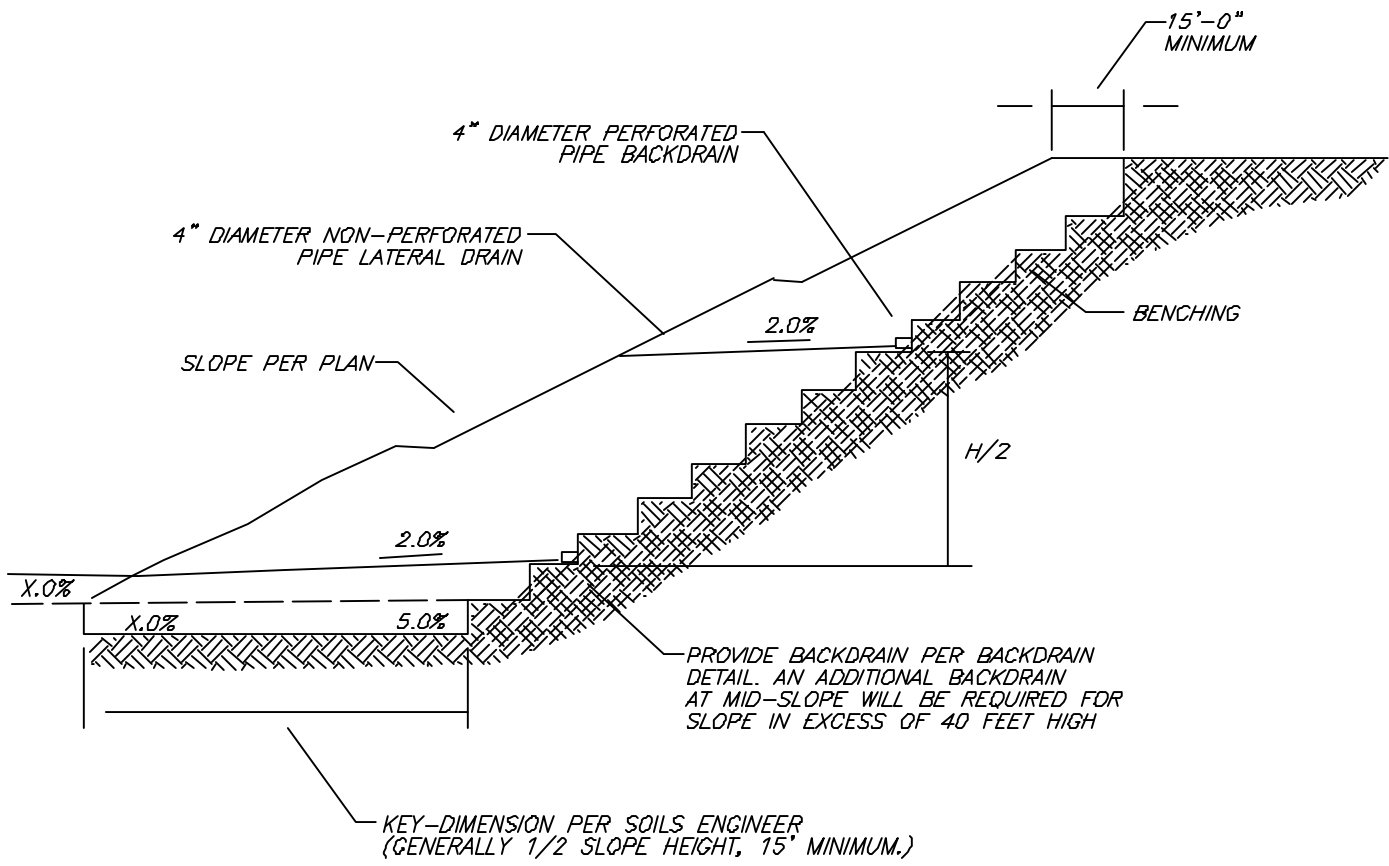 15'-0"
MINIMUM
4" DIAMETER PERFORATED
PIPE BACKDRAIN
4" DIAMETER NON-PERFORATED
PIPE LATERAL DRAIN
BENCHING
2.0%
SLOPE PER PLAN
H/2
2.0%
X.0%
X.0%
5.0%
PROVIDE BACKDRAIN PER BACKDRAIN
DETAIL. AN ADDITIONAL BACKDRAIN
AT MID-SLOPE WILL BE REQUIRED FOR
SLOPE IN EXCESS OF 40 FEET HIGH
KEY-DIMENSION PER SOILS ENGINEER
(GENERALLY 1/2 SLOPE HEIGHT, 15' MINIMUM.)